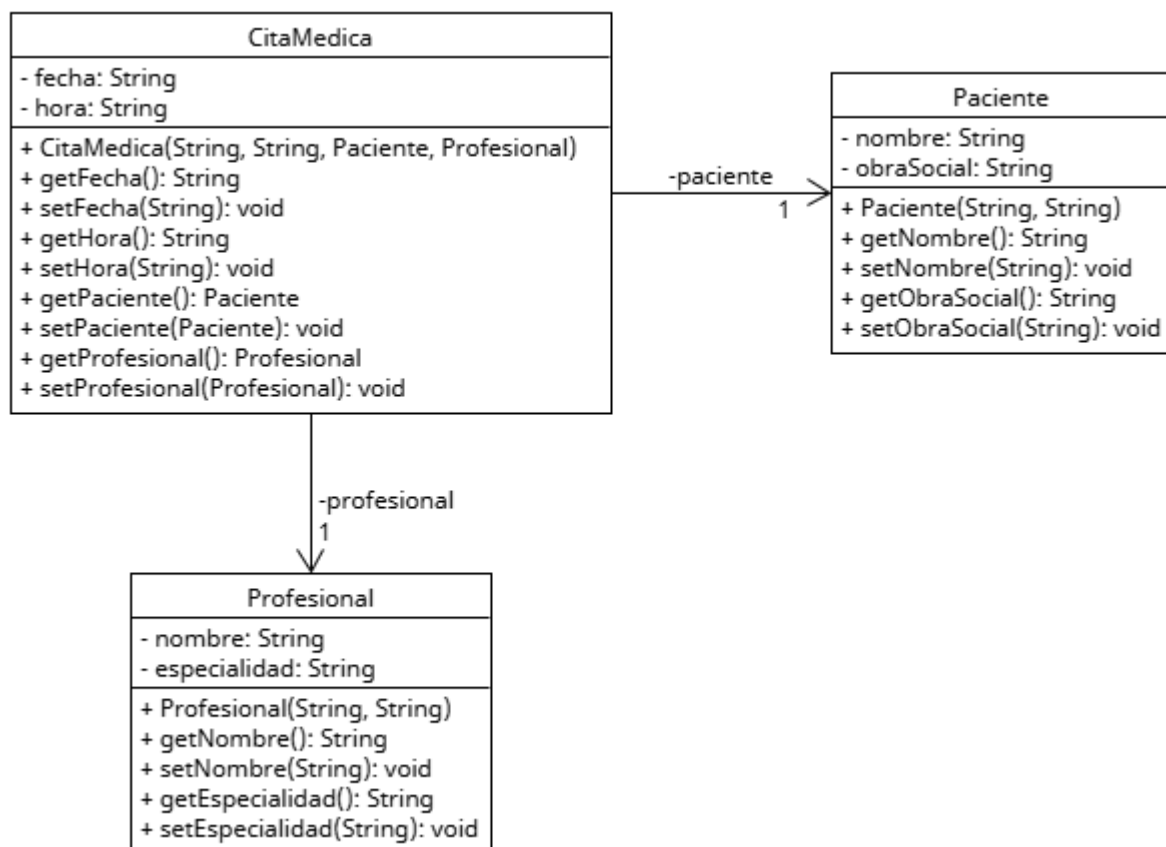 CitaMedica
- fecha: String
- hora: String
+ CitaMedica(String, String, Paciente, Profesional)
+ getFecha(): String
+ setFecha(String): void
+ getHora(): String
+ setHora(String): void
+ getPaciente(): Paciente
+ setPaciente(Paciente): void
+ getProfesional(): Profesional
+ setProfesional(Profesional): void
-paciente
1
Paciente
- nombre: String
- obraSocial: String
+ Paciente(String, String)
+ getNombre(): String
+ setNombre(String): void
+ getObraSocial(): String
+ setObraSocial(String): void
-profesional
1
Profesional
- nombre: String
- especialidad: String
+ Profesional(String, String)
+ getNombre(): String
+ setNombre(String): void
+ getEspecialidad(): String
+ setEspecialidad(String): void